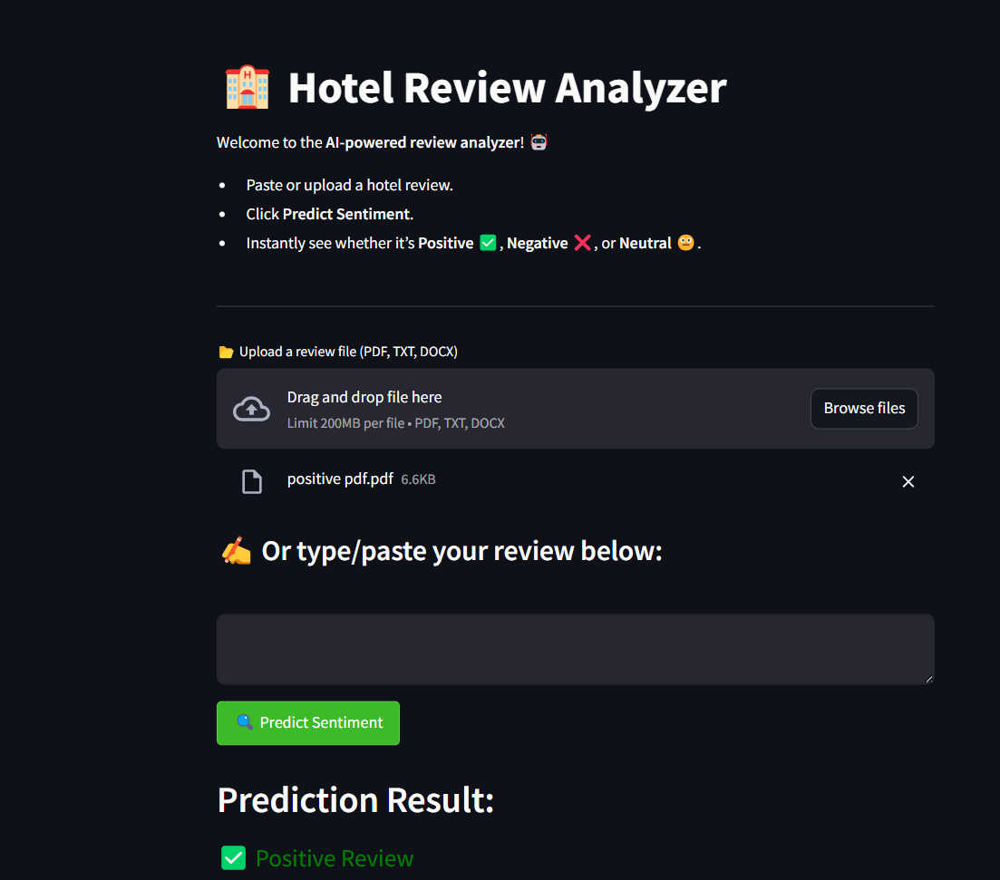 🏨 Hotel Review Analyzer
Welcome to the AI-powered review analyzer! 🤖
• Paste or upload a hotel review.
• Click Predict Sentiment.
• Instantly see whether it’s Positive ✅, Negative ❌, or Neutral 😐.
📂 Upload a review file (PDF, TXT, DOCX)
Drag and drop file here
Limit 200MB per file • PDF, TXT, DOCX
Browse files
positive pdf.pdf 6.6KB
✍️ Or type/paste your review below:
🔍 Predict Sentiment
Prediction Result:
✅ Positive Review